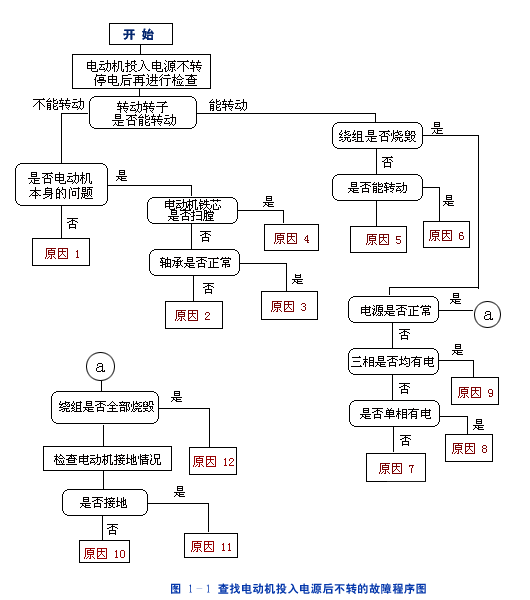 开 始
电动机投入电源不转
停电后再进行检查
不能转动
转动转子
是否能转动
能转动
绕组是否烧毁
是
否
是否电动机
本身的问题
是
是否能转动
是
电动机铁芯
是否扫膛
是
否
原因 1
原因 4
原因 5
原因 6
否
轴承是否正常
是
否
原因 2
原因 3
电源是否正常
是
a
否
三相是否均有电
是
a
绕组是否全部烧毁
是
否
原因 9
是否单相有电
是
检查电动机接地情况
原因 12
否
原因 8
原因 7
是否接地
是
否
原因 10
原因 11
图 1-1 查找电动机投入电源后不转的故障程序图